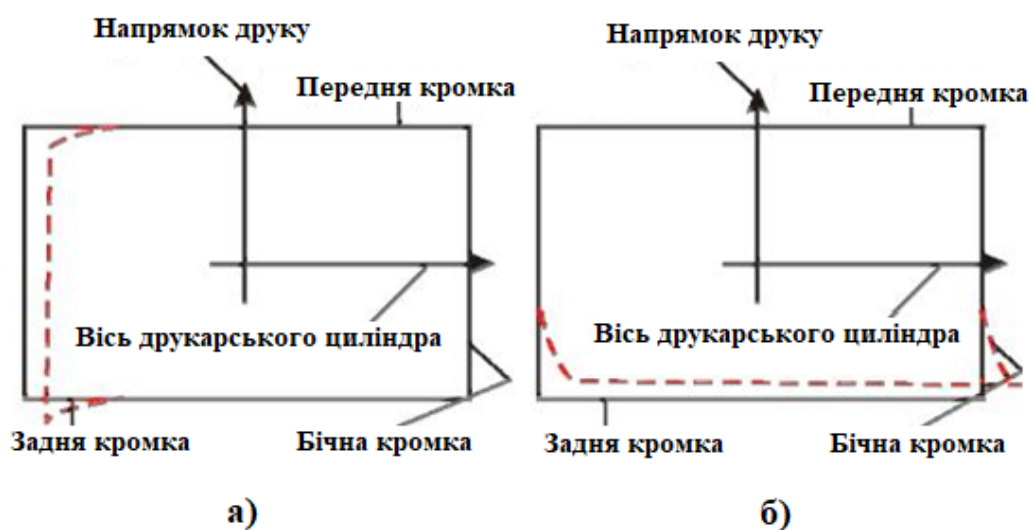 Напрямок друку
Передня кромка
Вісь друкарського циліндра
Задня кромка
Бічна кромка
а)
Напрямок друку
Передня кромка
Вісь друкарського циліндра
Задня кромка
Бічна кромка
б)